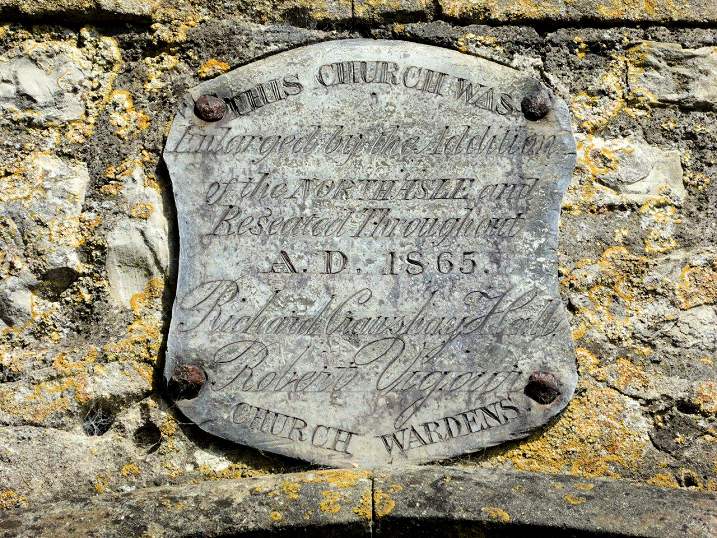 THIS CHURCH WAS
Enlarged by the Addition
of the NORTH AISLE and
Reseated Throughout
A.D. 1865.
Richard Crawshay Hall,
Robert Vigors.
CHURCH WARDENS.